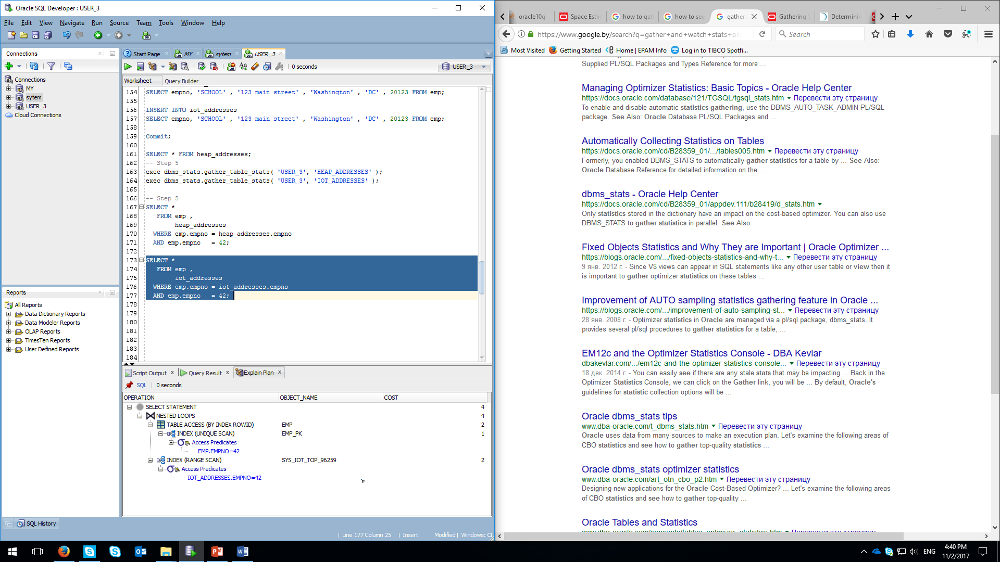 Oracle SQL Developer : USER_3
File Edit View Navigate Run Source Team Tools Window Help
Connections
Connections
MY
sytem
USER_3
Cloud Connections
Reports
All Reports
Data Dictionary Reports
Data Modeler Reports
OLAP Reports
TimesTen Reports
User Defined Reports
SQL History
Start Page MY sytem USER_3
0 seconds USER_3
Worksheet Query Builder
154 SELECT empno, 'SCHOOL' , '123 main street' , 'Washington' , 'DC' , 20123 FROM emp;
155
156 INSERT INTO iot_addresses
157 SELECT empno, 'SCHOOL' , '123 main street' , 'Washington' , 'DC' , 20123 FROM emp;
158
159 Commit;
160
161 SELECT * FROM heap_addresses;
162 -- Step 5
163 exec dbms_stats.gather_table_stats( 'USER_3', 'HEAP_ADDRESSES' );
164 exec dbms_stats.gather_table_stats( 'USER_3', 'IOT_ADDRESSES' );
165
166 -- Step 5
167 SELECT *
168 FROM emp ,
169 heap_addresses
170 WHERE emp.empno = heap_addresses.empno
171 AND emp.empno = 42;
172
173 SELECT *
174 FROM emp ,
175 iot_addresses
176 WHERE emp.empno = iot_addresses.empno
177 AND emp.empno = 42;
178
179
180
181
182
183
184
Script Output x Query Result x Explain Plan x
SQL | 0 seconds
OPERATION OBJECT_NAME COST
SELECT STATEMENT 4
NESTED LOOPS 4
TABLE ACCESS (BY INDEX ROWID) EMP 2
INDEX (UNIQUE SCAN) EMP_PK 1
Access Predicates
EMP.EMPNO=42
INDEX (RANGE SCAN) SYS_IOT_TOP_96259 2
Access Predicates
IOT_ADDRESSES.EMPNO=42
| Line 177 Column 25 | Insert | Modified | Windows:
oracle10g Space Estin how to gat how to see gather Gathering Determinin
https://www.google.by/search?q=gather+and+watch+stats+ Search
Most Visited Getting Started Home | EPAM Info Log in to TIBCO Spotfi...
Supplied PL/SQL Packages and Types Reference for more ...
Managing Optimizer Statistics: Basic Topics - Oracle Help Center
https://docs.oracle.com/database/121/TGSQL/tgsql_stats.htm ▼ Перевести эту страницу
To enable and disable automatic statistics gathering, use the DBMS_AUTO_TASK_ADMIN PL/SQL
package. See Also: Oracle Database PL/SQL Packages and ...
Automatically Collecting Statistics on Tables
https://docs.oracle.com/cd/B28359_01/.../tables005.htm ▼ Перевести эту страницу
Formerly, you enabled DBMS_STATS to automatically gather statistics for a table by ... See Also:
Oracle Database Reference for detailed information on the ...
dbms_stats - Oracle Help Center
https://docs.oracle.com/cd/B28359_01/appdev.111/b28419/d_stats.htm ▼
Only statistics stored in the dictionary have an impact on the cost-based optimizer. You can also use
DBMS_STATS to gather statistics in parallel. See Also:.
Fixed Objects Statistics and Why They are Important | Oracle Optimizer ...
https://blogs.oracle.com/.../fixed-objects-statistics-and-why-t... ▼ Перевести эту страницу
9 янв. 2012 г. - Since V$ views can appear in SQL statements like any other user table or view then it
is important to gather optimizer statistics on these tables ...
Improvement of AUTO sampling statistics gathering feature in Oracle ...
https://blogs.oracle.com/.../improvement-of-auto-sampling-st... ▼ Перевести эту страницу
28 янв. 2008 г. - Optimizer statistics in Oracle are managed via a pl/sql package, dbms_stats. It
provides several pl/sql procedures to gather statistics for a table, ...
EM12c and the Optimizer Statistics Console - DBA Kevlar
dbakevlar.com/.../em12c-and-the-optimizer-statistics-console... ▼ Перевести эту страницу
18 дек. 2014 г. - You can easily see if there are any stale stats that may be impacting ... Back in the
Optimizer Statistics Console, we can click on the Gather link, you will be ... By default, Oracle's
guidelines for statistic collection options will be ...
Oracle dbms_stats tips
www.dba-oracle.com/t_dbms_stats.htm ▼ Перевести эту страницу
Oracle uses data from many sources to make an execution plan. Let's examine the following areas of
CBO statistics and see how to gather top-quality statistics ...
Oracle dbms_stats optimizer statistics
www.dba-oracle.com/art_otn_cbo_p2.htm ▼ Перевести эту страницу
Designing new applications for the Oracle Cost-Based Optimizer? ... Let's examine the following areas
of CBO statistics and see how to gather top-quality ...
Oracle Tables and Statistics
www.dba-oracle.com/concepts/tables_optimizer_statistics.htm ▼ Перевести эту страницу
ENG
4:40 PM
11/2/2017